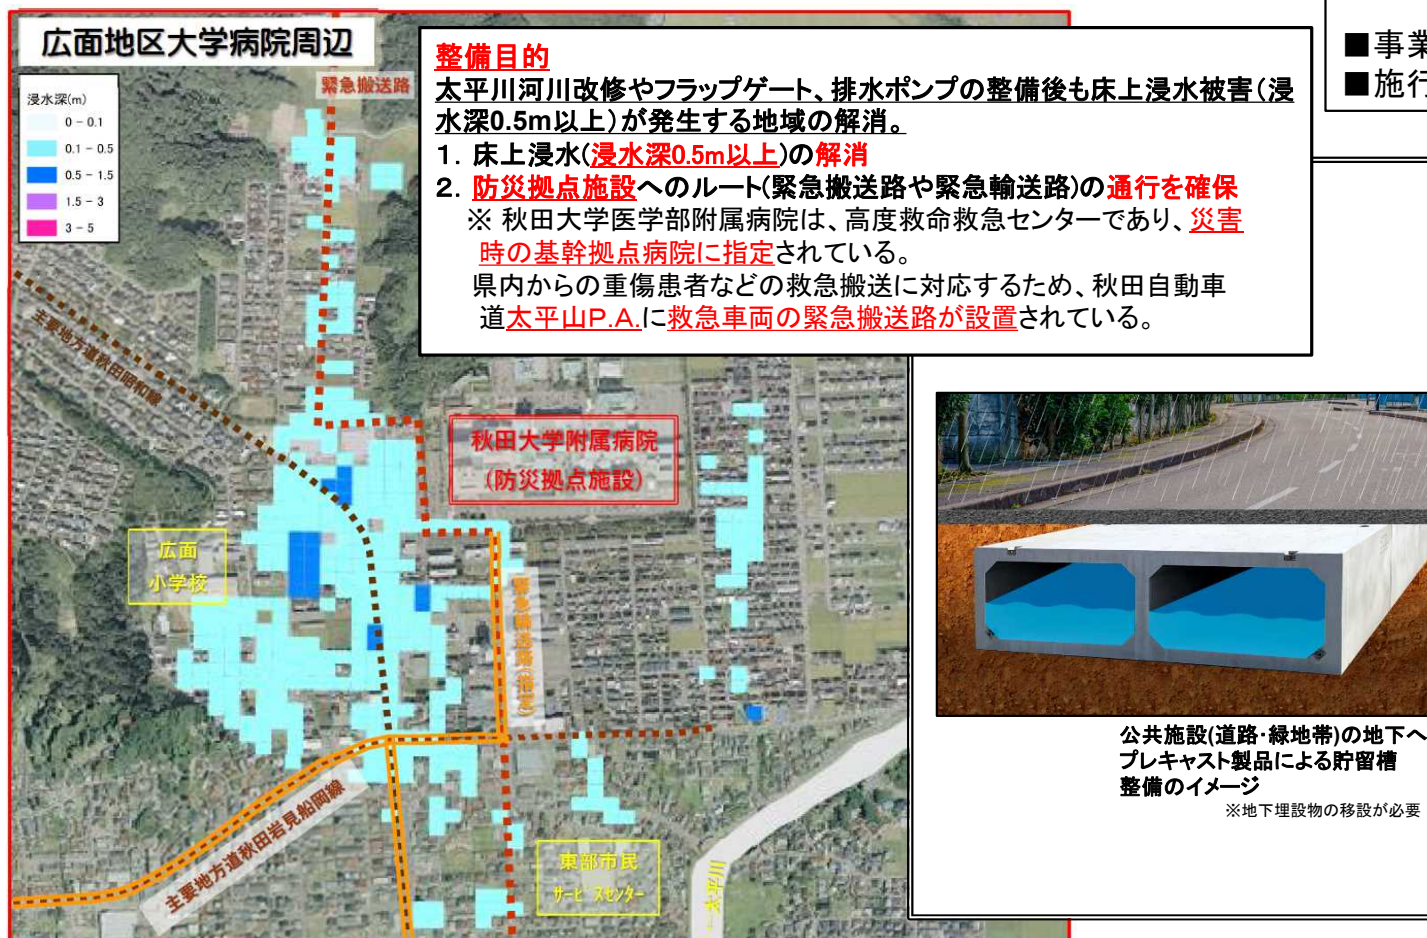 広面地区大学病院周辺
浸水深(m)
0 - 0.1
0.1 - 0.5
0.5 - 1.5
1.5 - 3
3 - 5
緊急搬送路
整備目的
太平川河川改修やフラップゲート、排水ポンプの整備後も床上浸水被害(浸
水深0.5m以上)が発生する地域の解消。
1. 床上浸水(浸水深0.5m以上)の解消
2. 防災拠点施設へのルート(緊急搬送路や緊急輸送路)の通行を確保
※ 秋田大学医学部附属病院は、高度救命救急センターであり、災害
時の基幹拠点病院に指定されている。
県内からの重傷患者などの救急搬送に対応するため、秋田自動車
道太平山P.A.に救急車両の緊急搬送路が設置されている。
■事業
■施行
主要地方道秋田昭和線
秋田大学附属病院
(防災拠点施設)
広面
小学校
緊急輸送路(指定)
主要地方道秋田岩見船岡線
東部市民
サービスセンター
太平川
公共施設(道路・緑地帯)の地下へ
プレキャスト製品による貯留槽
整備のイメージ
※地下埋設物の移設が必要